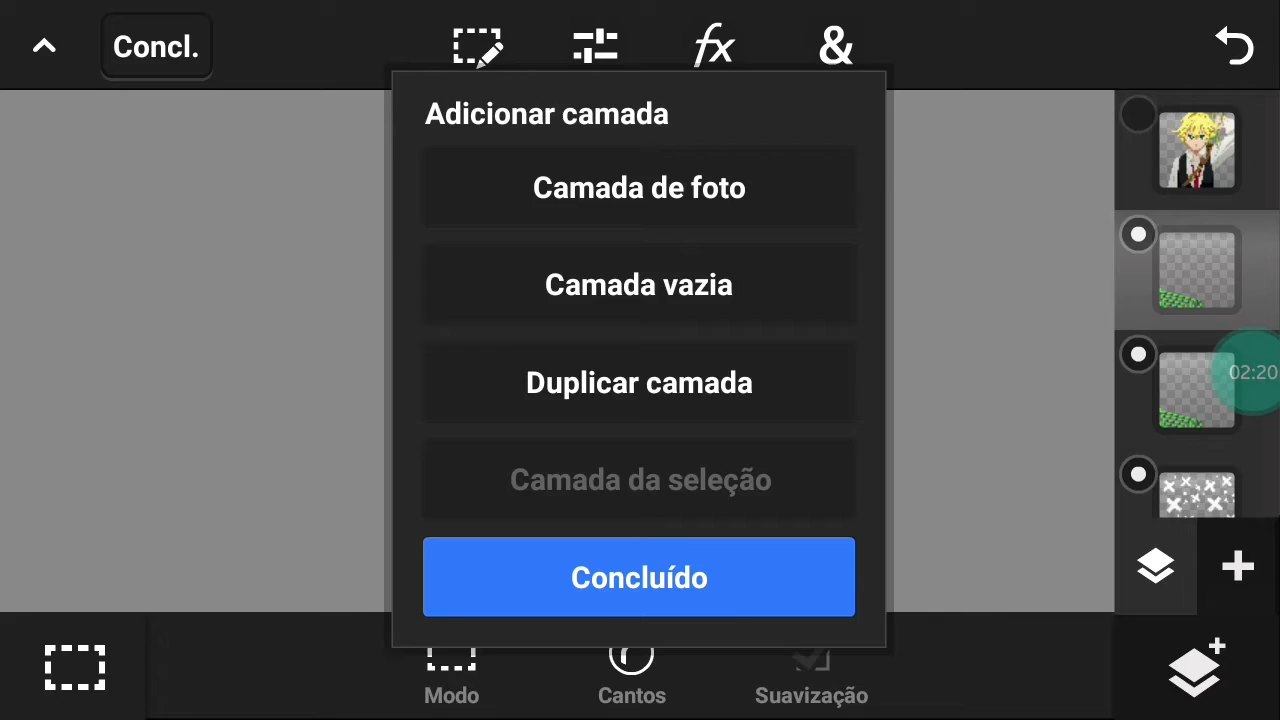 Concl.
fx
&
Adicionar camada
Camada de foto
Camada vazia
Duplicar camada
Camada da seleção
Concluído
02:20
Modo
Cantos
Suavização